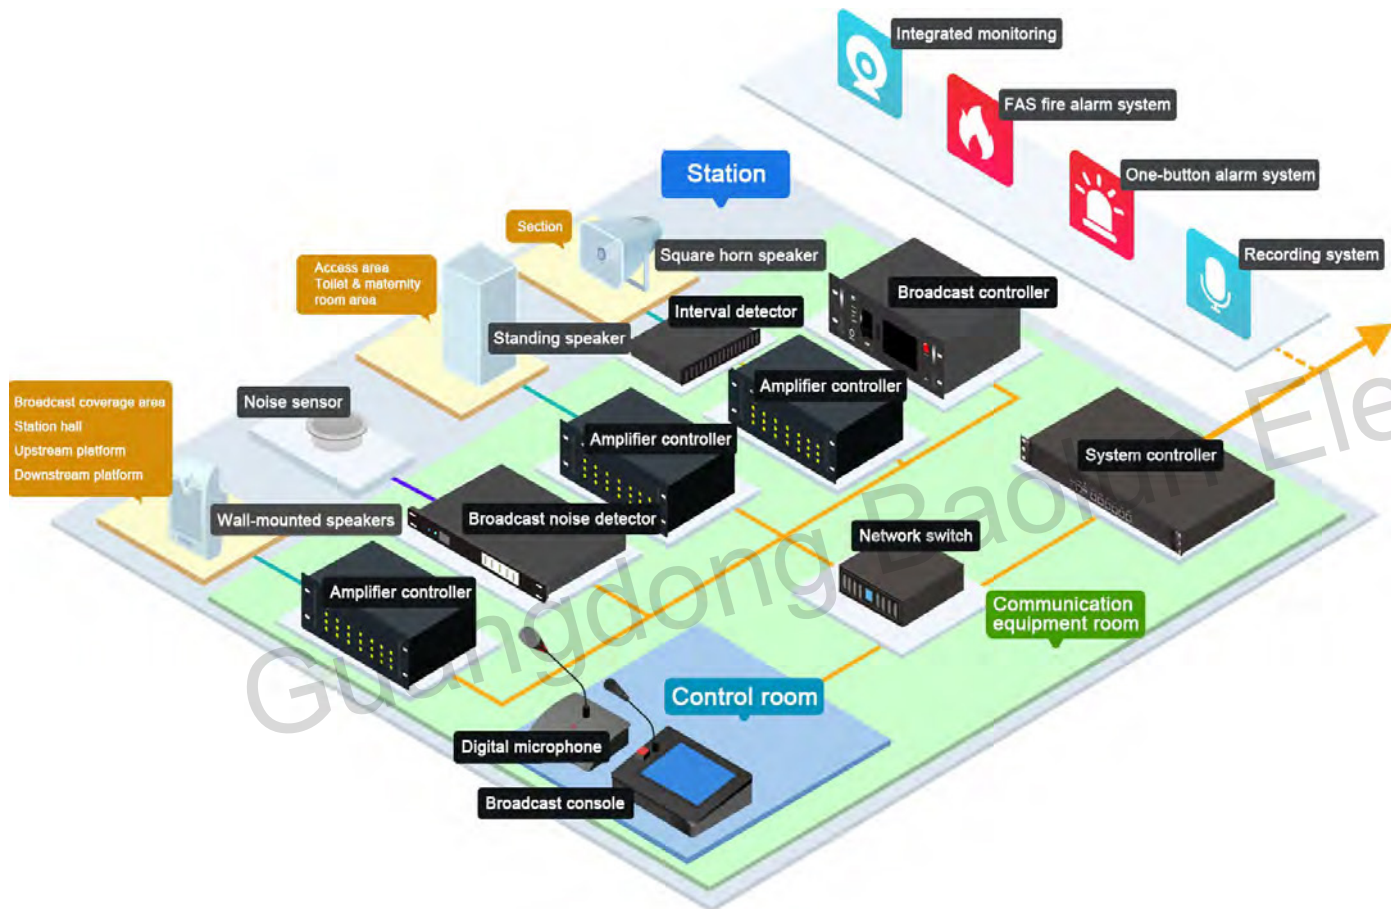 Integrated monitoring
FAS fire alarm system
One-button alarm system
Recording system
Station
Section
Square horn speaker
Access area
Toilet & maternity
room area
Broadcast controller
Interval detector
Standing speaker
Amplifier controller
Noise sensor
Broadcast coverage area
Station hall
Upstream platform
Downstream platform
Amplifier controller
System controller
Wall-mounted speakers
Broadcast noise detector
Network switch
Amplifier controller
Communication
equipment room
Control room
Digital microphone
Broadcast console
Guangdong Baolun Ele